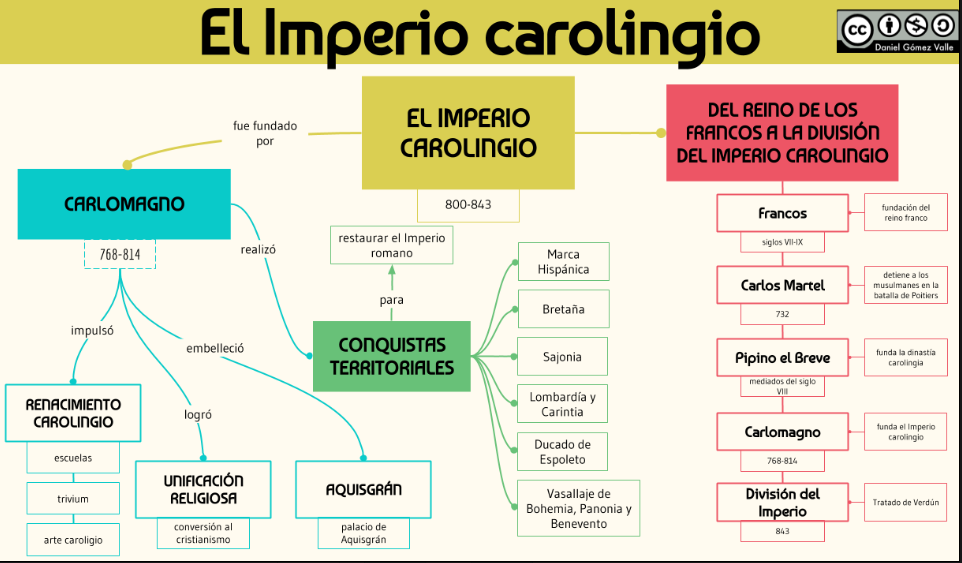 El Imperio carolingio
cc
Daniel Gómez Valle
EL IMPERIO
CAROLINGIO
800-843
fue fundado
por
CARLOMAGNO
768-814
impulsó
RENACIMIENTO
CAROLINGIO
escuelas
trivium
arte caroligio
logró
UNIFICACIÓN
RELIGIOSA
conversión al
cristianismo
embelleció
AQUISGRÁN
palacio de
Aquisgrán
realizó
CONQUISTAS
TERRITORIALES
para
restaurar el Imperio
romano
Marca
Hispánica
Bretaña
Sajonia
Lombardía y
Carintia
Ducado de
Espoleto
Vasallaje de
Bohemia, Panonia y
Benevento
DEL REINO DE LOS
FRANCOS A LA DIVISIÓN
DEL IMPERIO CAROLINGIO
Francos
siglos VII-IX
fundación del
reino franco
Carlos Martel
732
detiene a los
musulmanes en la
batalla de Poitiers
Pipino el Breve
mediados del siglo
VIII
funda la dinastía
carolingia
Carlomagno
768-814
funda el Imperio
carolingio
División del
Imperio
843
Tratado de Verdún